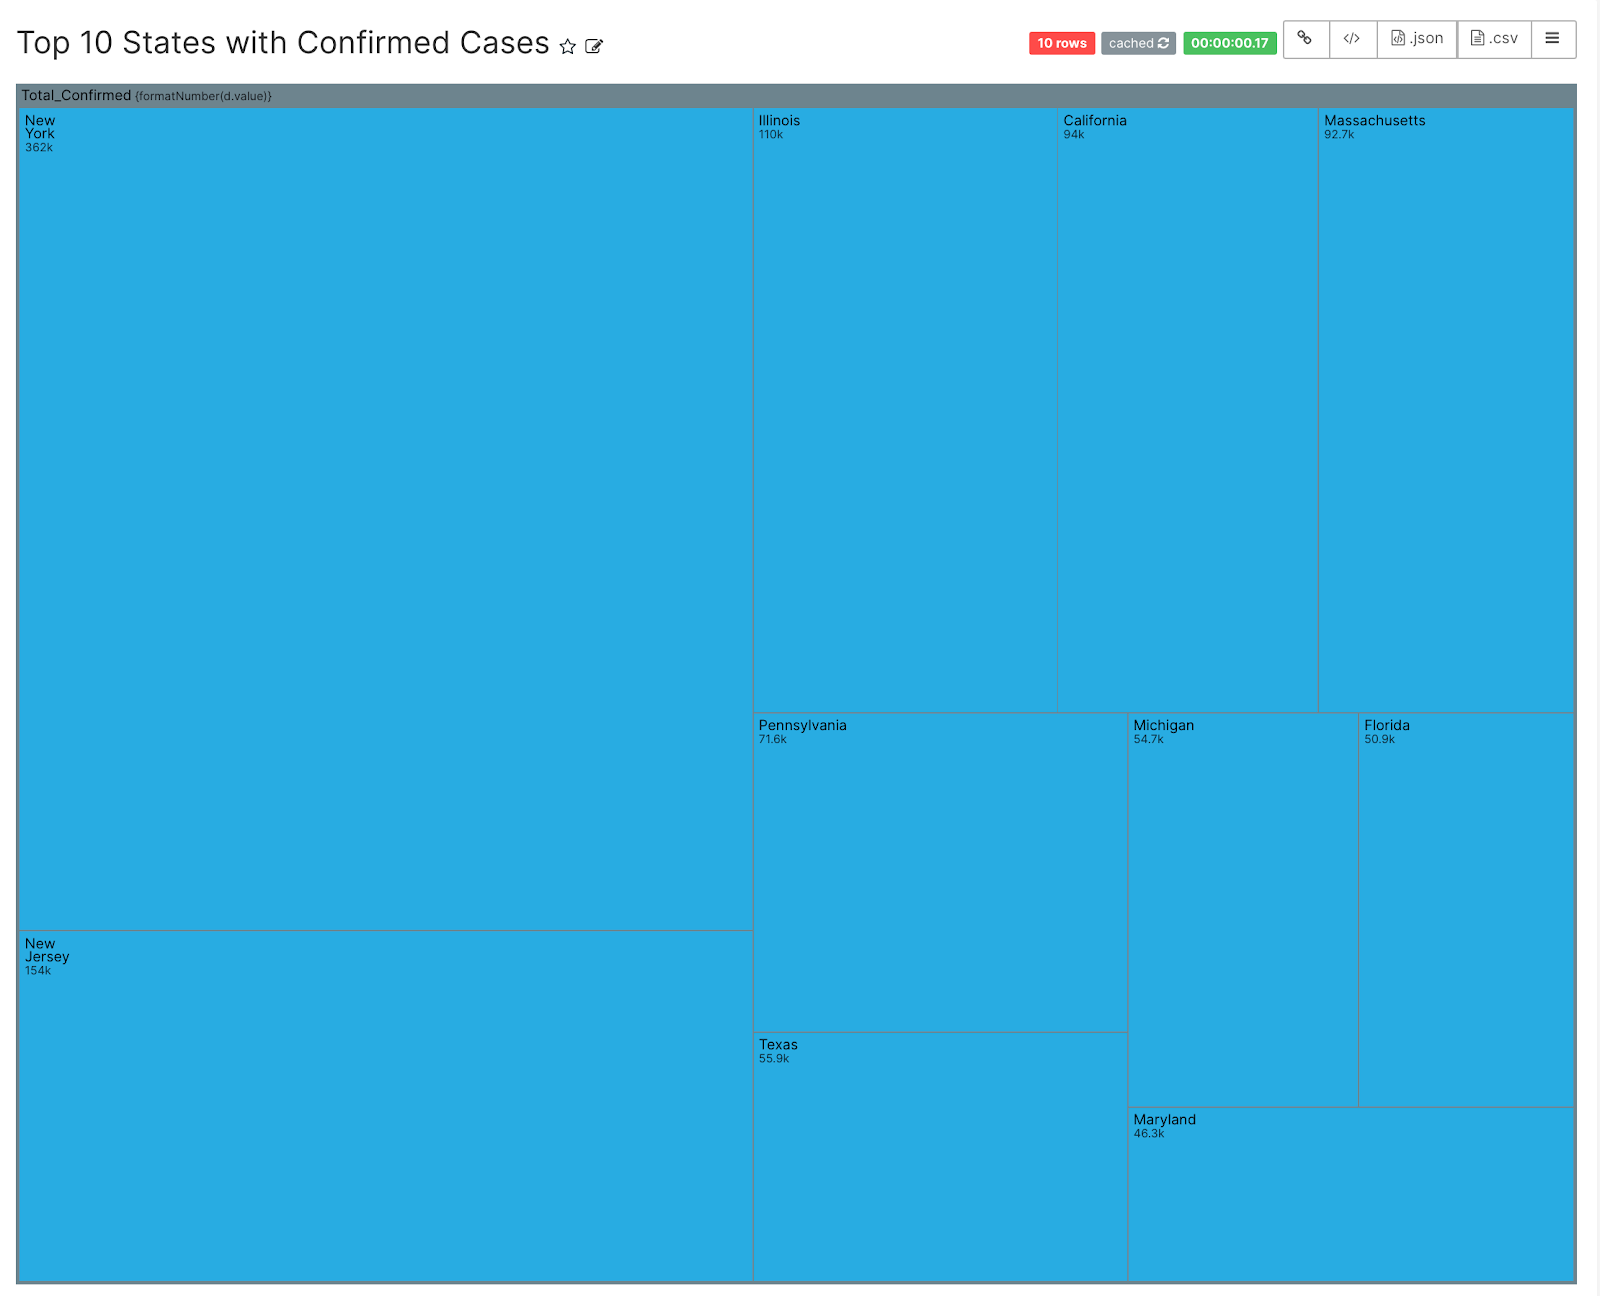 Top 10 States with Confirmed Cases
10 rows
cached
00:00:00.17
</>
.json
.csv
Total_Confirmed {formatNumber(d.value)}
New
York
362k
Illinois
110k
California
94k
Massachusetts
92.7k
Pennsylvania
71.6k
Michigan
54.7k
Florida
50.9k
New
Jersey
154k
Texas
55.9k
Maryland
46.3k